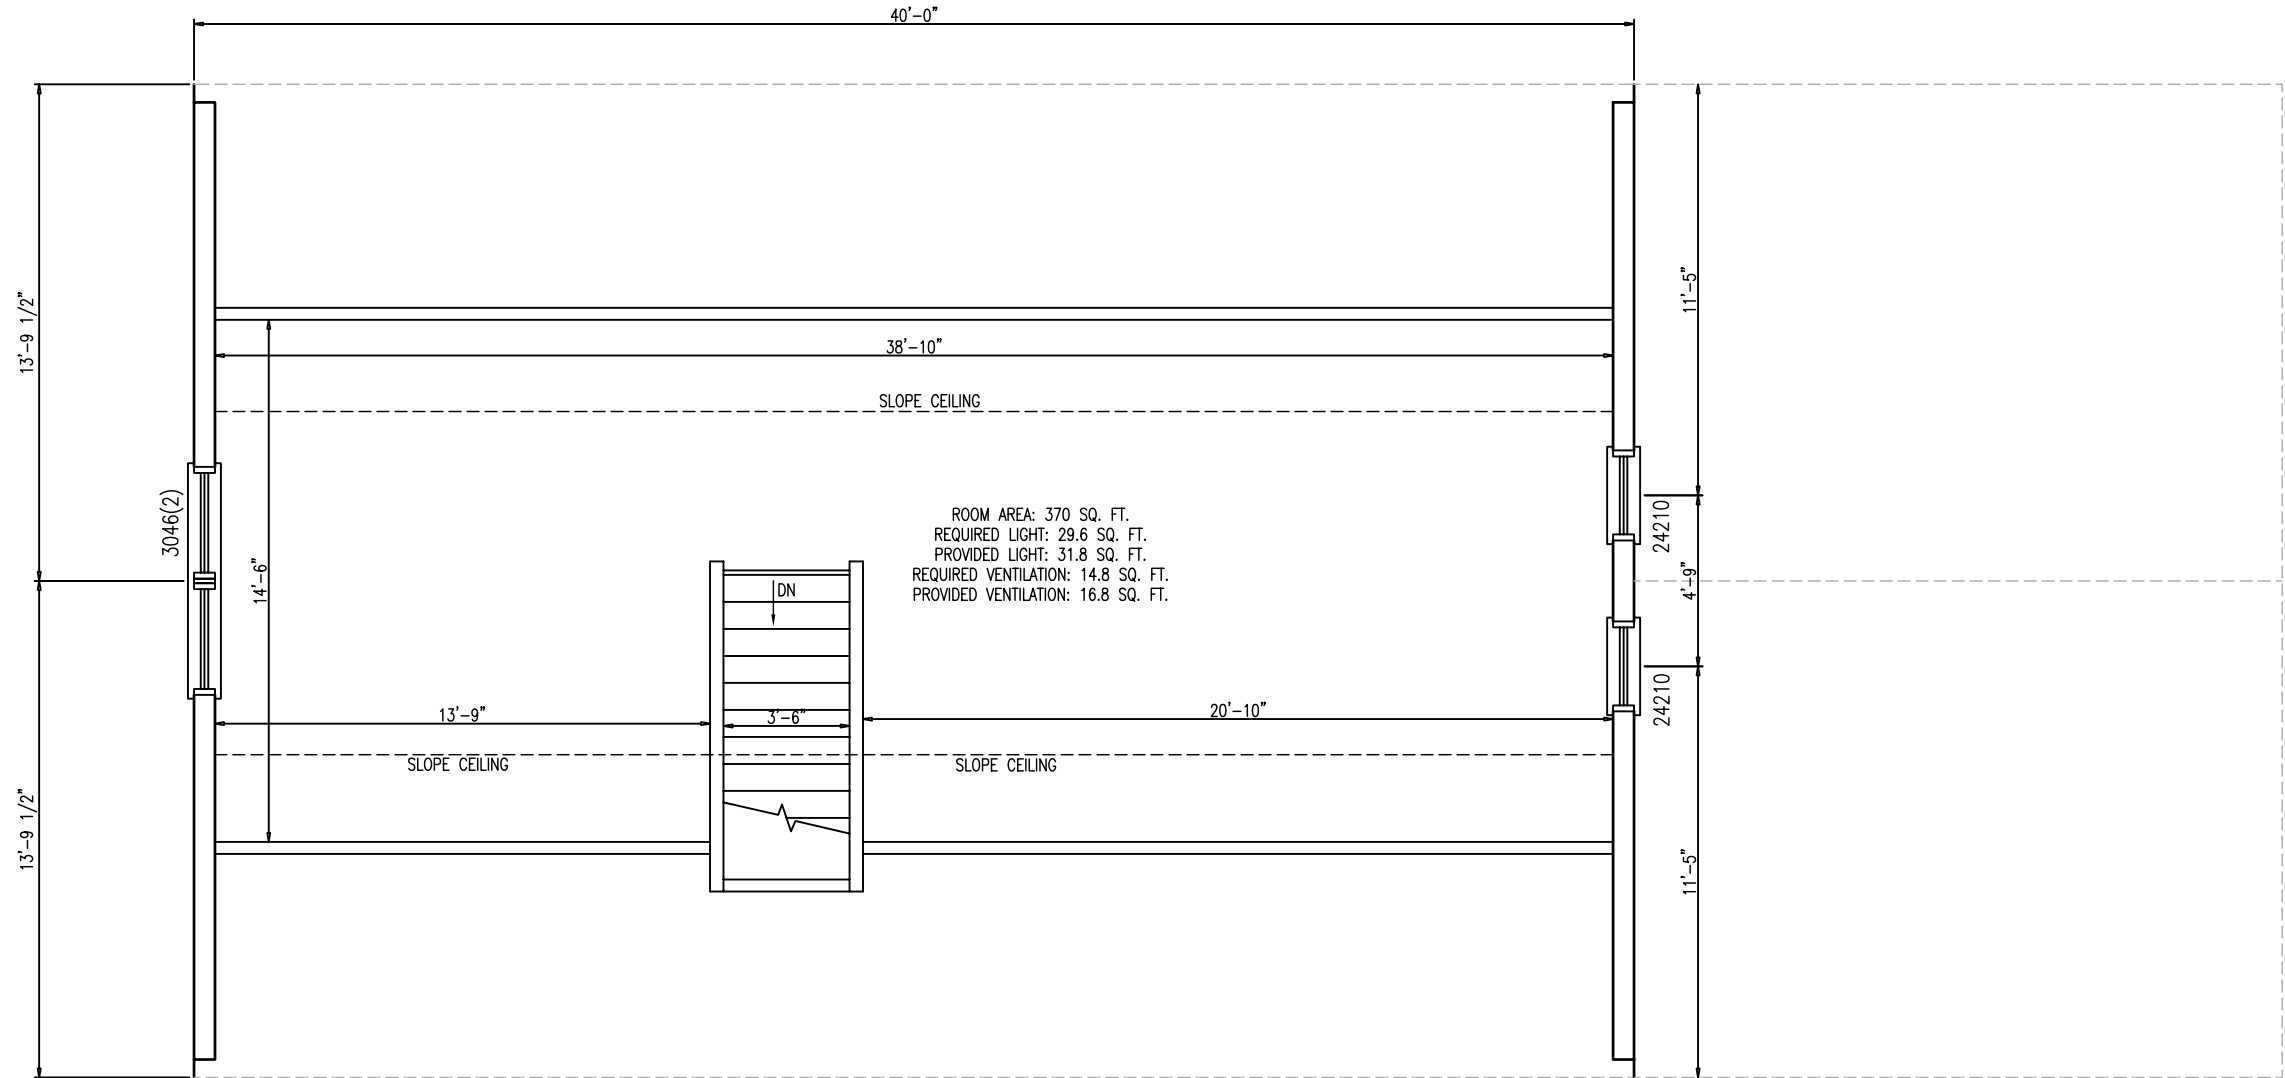 40'-0"
13'-9 1/2"
11'-5"
38'-10"
SLOPE CEILING
3046(2)
14'-6"
ROOM AREA: 370 SQ. FT.
REQUIRED LIGHT: 29.6 SQ. FT.
PROVIDED LIGHT: 31.8 SQ. FT.
REQUIRED VENTILATION: 14.8 SQ. FT.
PROVIDED VENTILATION: 16.8 SQ. FT.
24210
4'-9"
DN
24210
13'-9"
3'-6"
20'-10"
SLOPE CEILING
SLOPE CEILING
13'-9 1/2"
11'-5"